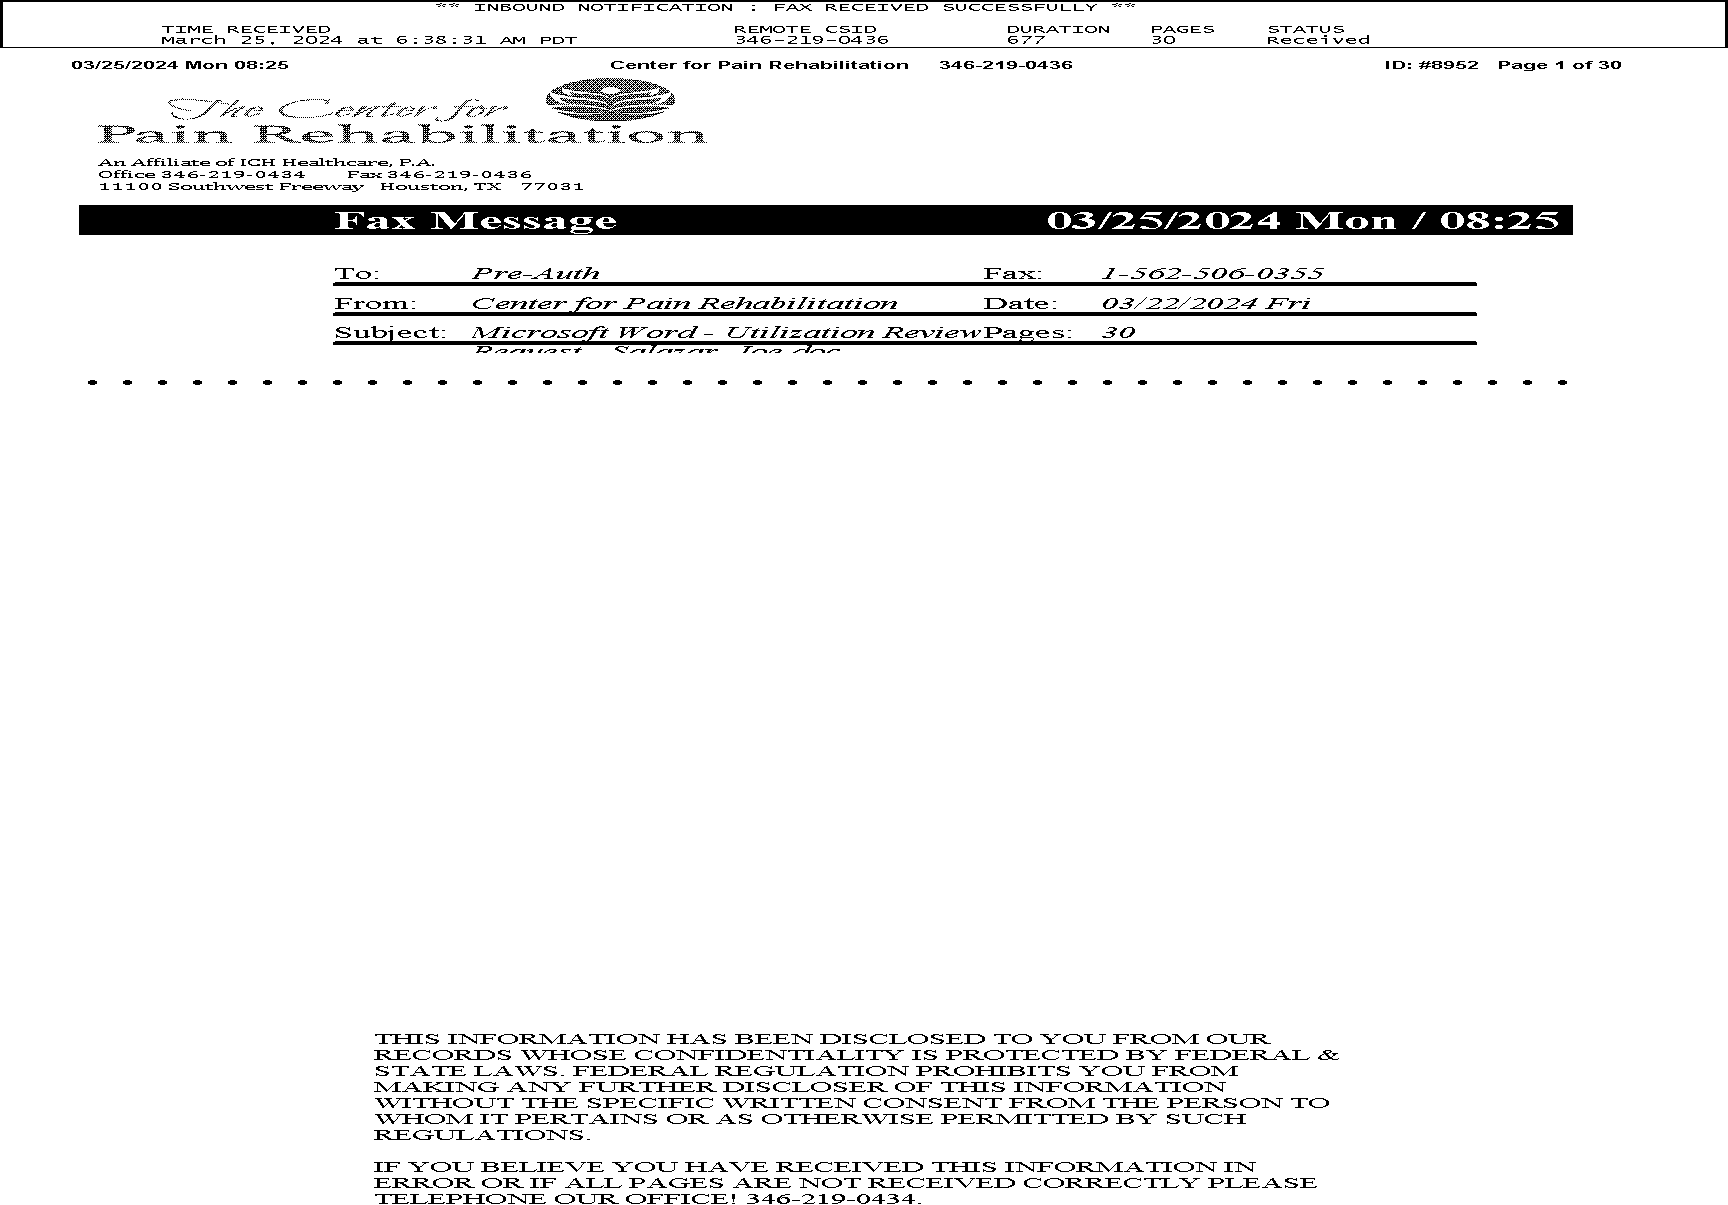 ** INBOUND NOTIFICATION : FAX RECEIVED SUCCESSFULLY **
TIME RECEIVED REMOTE CSID DURATION PAGES STATUS
March 25, 2024 at 6:38:31 AM PDT 346-219-0436 677 30 Received
03/25/2024 Mon 08:25 Center for Pain Rehabilitation 346-219-0436 ID: #8952 Page 1 of 30
The Center for
Pain Rehabilitation
An Affiliate of ICH Healthcare, P.A.
Office 346-219-0434 Fax 346-219-0436
11100 Southwest Freeway Houston, TX 77031
Fax Message 03/25/2024 Mon / 08:25
To: Pre-Auth Fax: 1-562-506-0355
From: Center for Pain Rehabilitation Date: 03/22/2024 Fri
Subject: Microsoft Word - Utilization Review Pages: 30
Request - Salazar, Joe.doc
THIS INFORMATION HAS BEEN DISCLOSED TO YOU FROM OUR
RECORDS WHOSE CONFIDENTIALITY IS PROTECTED BY FEDERAL &
STATE LAWS. FEDERAL REGULATION PROHIBITS YOU FROM
MAKING ANY FURTHER DISCLOSER OF THIS INFORMATION
WITHOUT THE SPECIFIC WRITTEN CONSENT FROM THE PERSON TO
WHOM IT PERTAINS OR AS OTHERWISE PERMITTED BY SUCH
REGULATIONS.
IF YOU BELIEVE YOU HAVE RECEIVED THIS INFORMATION IN
ERROR OR IF ALL PAGES ARE NOT RECEIVED CORRECTLY PLEASE
TELEPHONE OUR OFFICE! 346-219-0434.